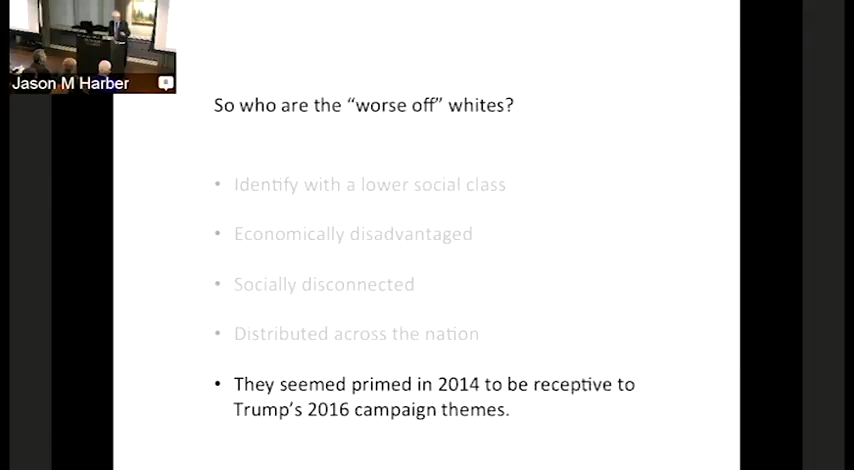 Jason M Harber
So who are the “worse off” whites?
• Identify with a lower social class
• Economically disadvantaged
• Socially disconnected
• Distributed across the nation
• They seemed primed in 2014 to be receptive to
Trump’s 2016 campaign themes.